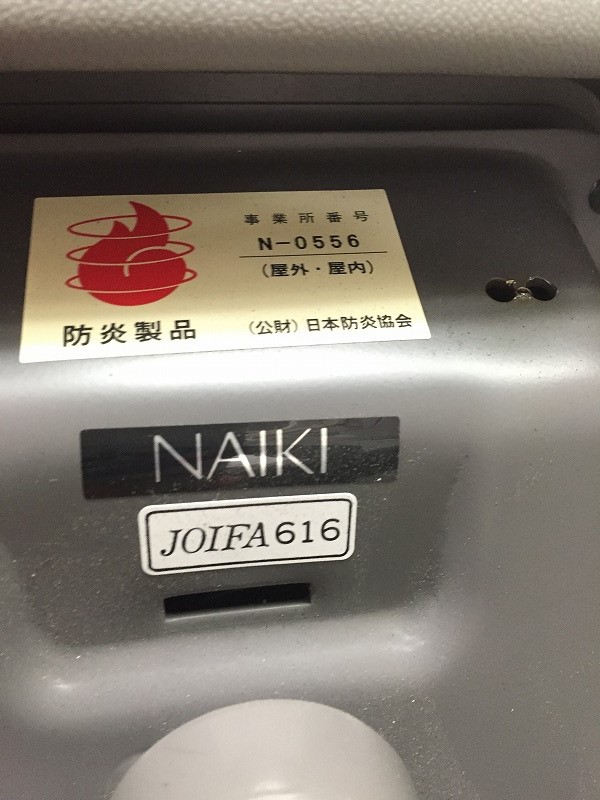 事業所番号
N-0556
(屋外・屋内)
防炎製品
(公財)日本防炎協会
NAIKI
JOIFA616